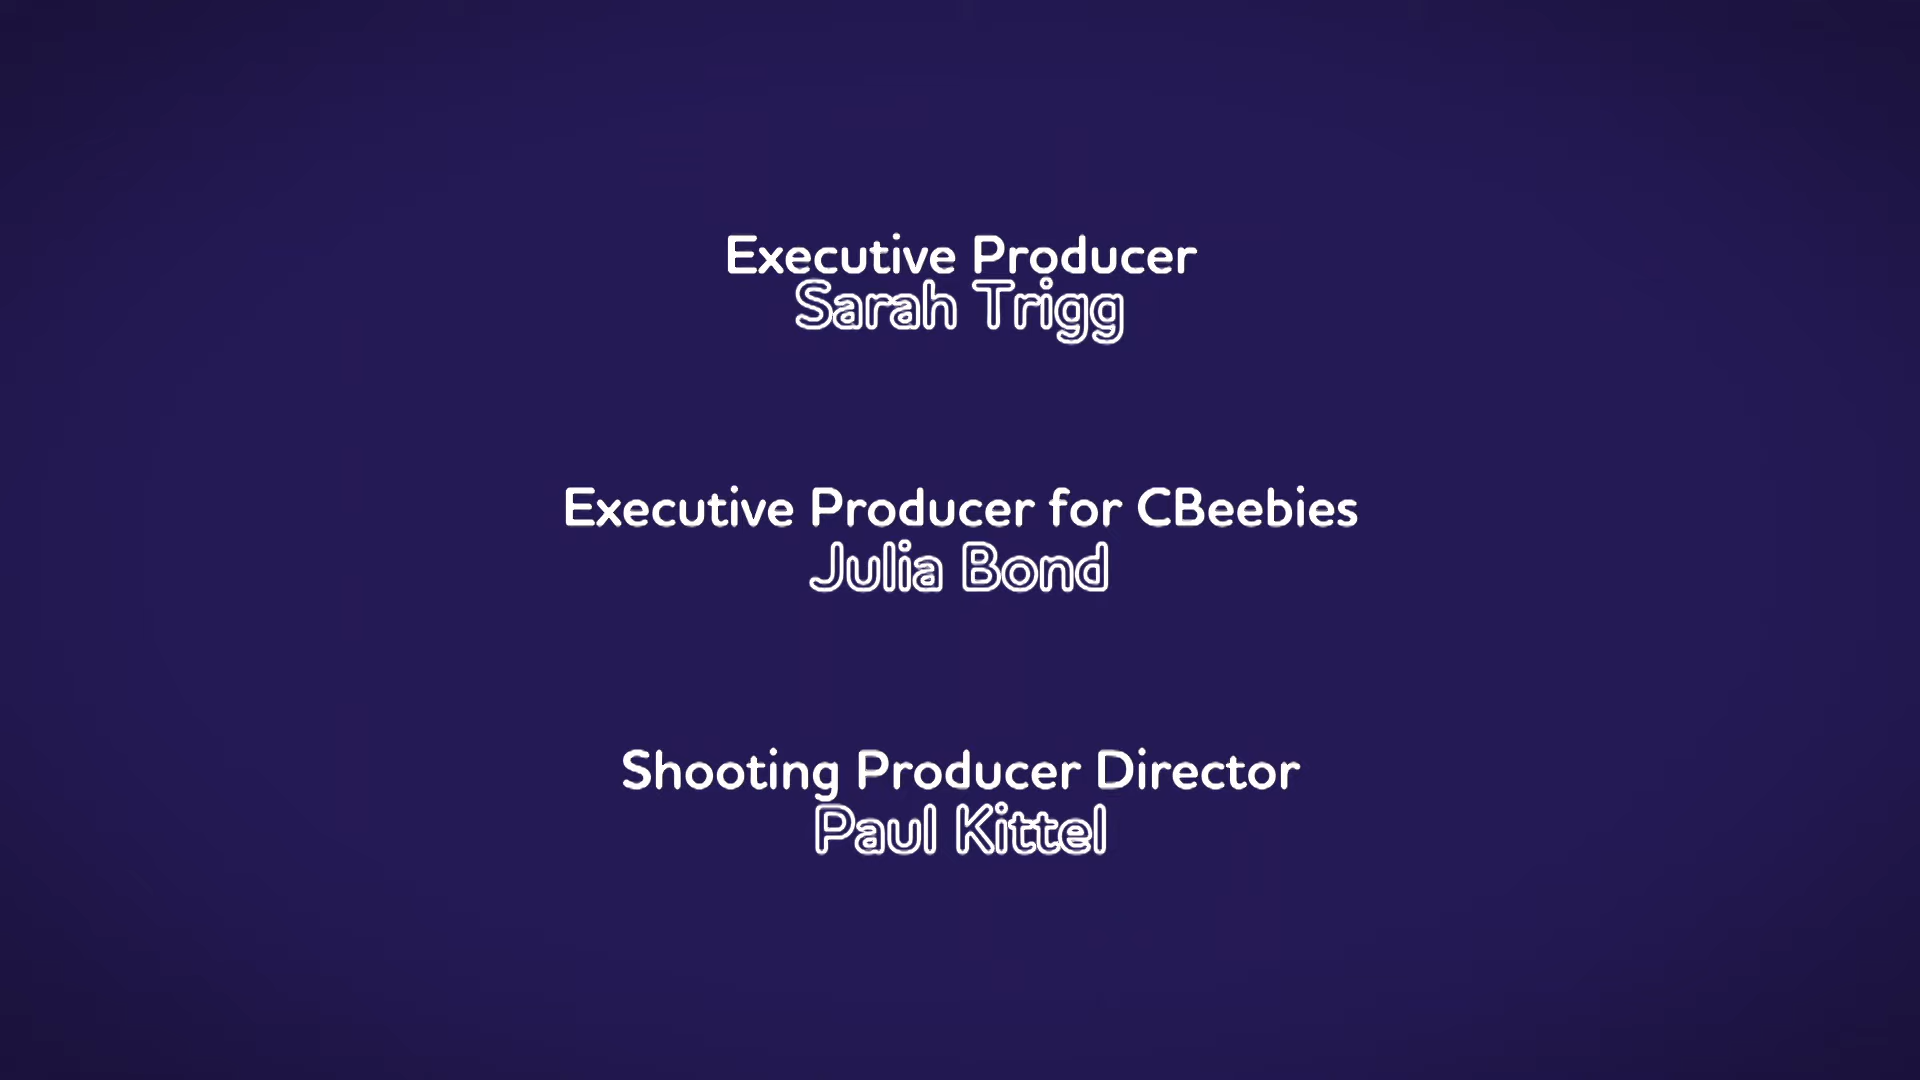 Executive Producer
Sarah Trigg
Executive Producer for CBeebies
Julia Bond
Shooting Producer Director
Paul Kittel